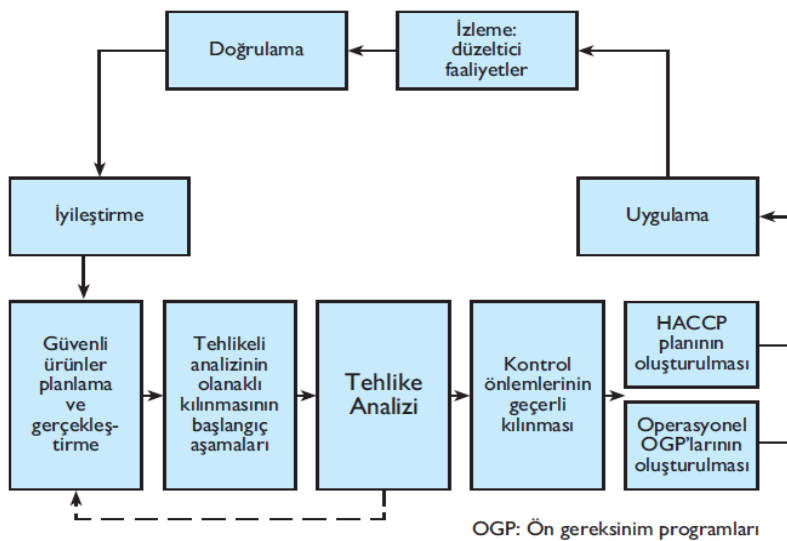 Doğrulama
İzleme:
düzeltici
faaliyetler
İyileştirme
Uygulama
Güvenli
ürünler
planlama
ve
gerçekleş-
tirme
Tehlikeli
analizinin
olanaklı
kılınmasının
başlangıç
aşamaları
Tehlike
Analizi
Kontrol
önlemlerinin
geçerli
kılınması
HACCP
planının
oluşturulması
Operasyonel
OGP'larının
oluşturulması
OGP: Ön gereksinim programları